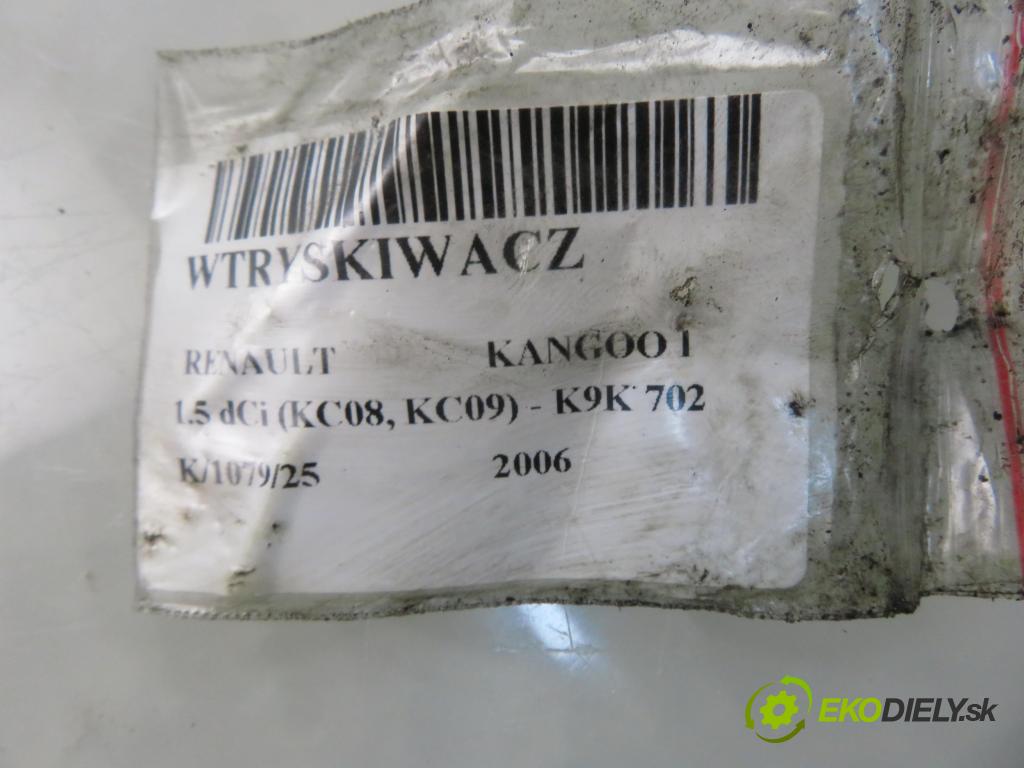 WTRYSKIWACZ
RENAULT KANGOO I
1.5 dCi (KC08, KC09) - K9K 702
K/1079/25 2006
EKODIELY.sk